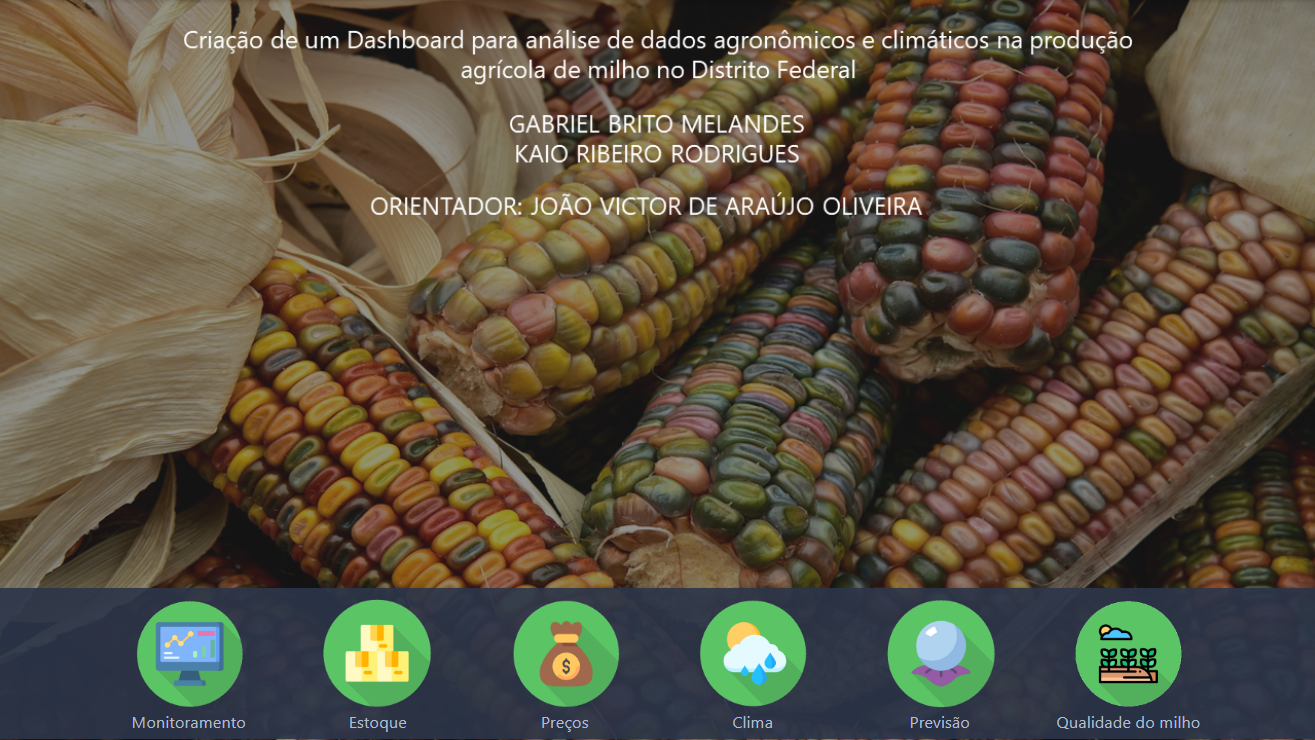 Criação de um Dashboard para análise de dados agronômicos e climáticos na produção
agrícola de milho no Distrito Federal
GABRIEL BRITO MELANDES
KAIO RIBEIRO RODRIGUES
ORIENTADOR: JOÃO VICTOR DE ARAÚJO OLIVEIRA
$
Monitoramento
Estoque
Preços
Clima
Previsão
Qualidade do milho